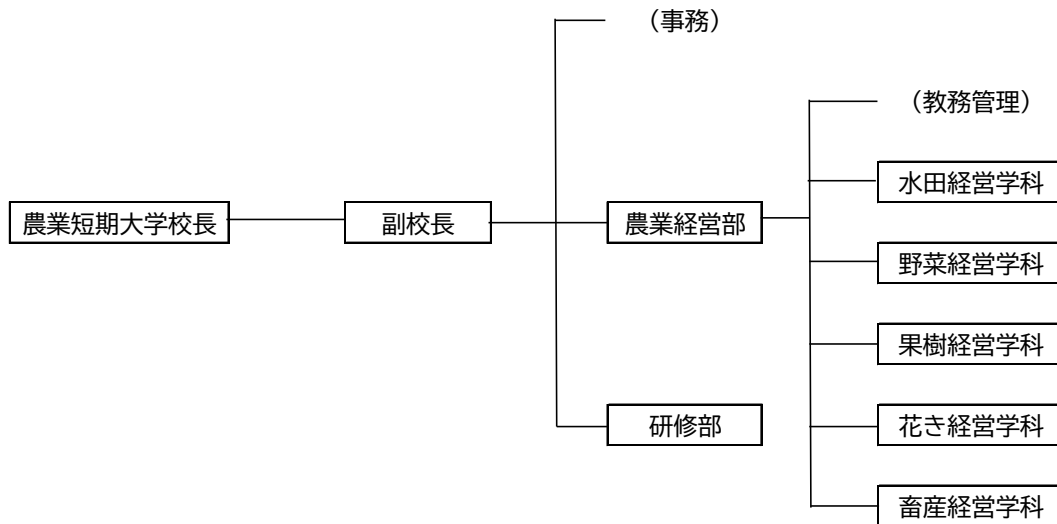 （事務）
（教務管理）
水田経営学科
農業短期大学校長
副校長
農業経営部
野菜経営学科
果樹経営学科
研修部
花き経営学科
畜産経営学科